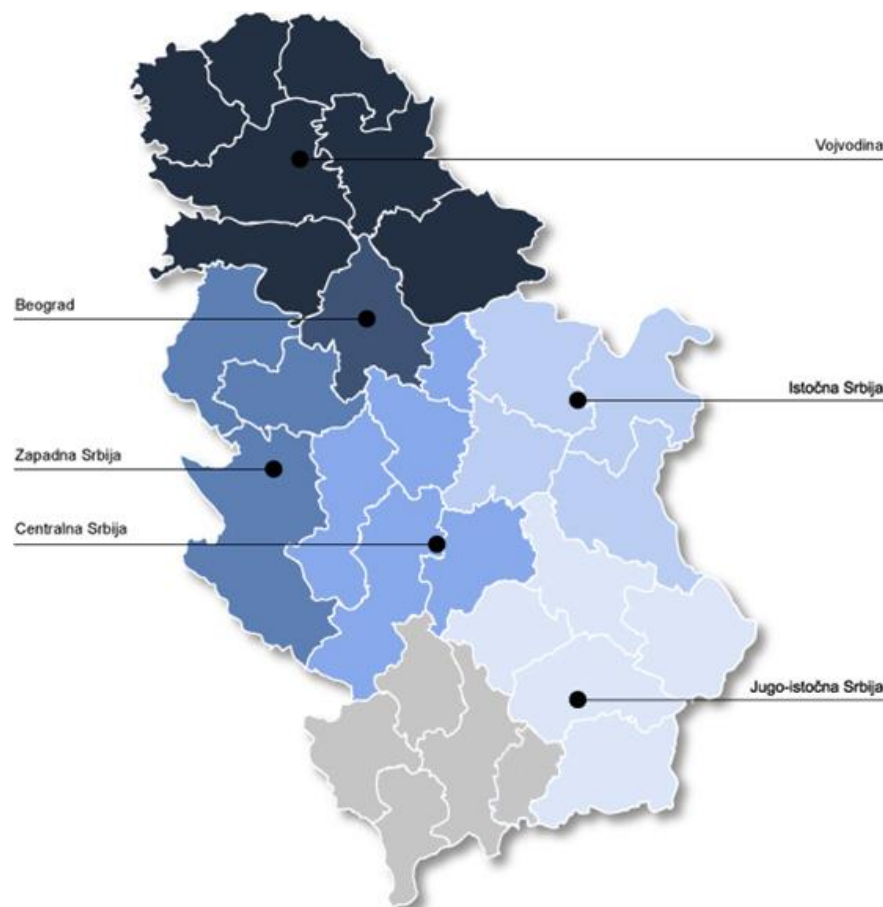 Vojvodina
Beograd
Istočna Srbija
Zapadna Srbija
Centralna Srbija
Jugo-istočna Srbija